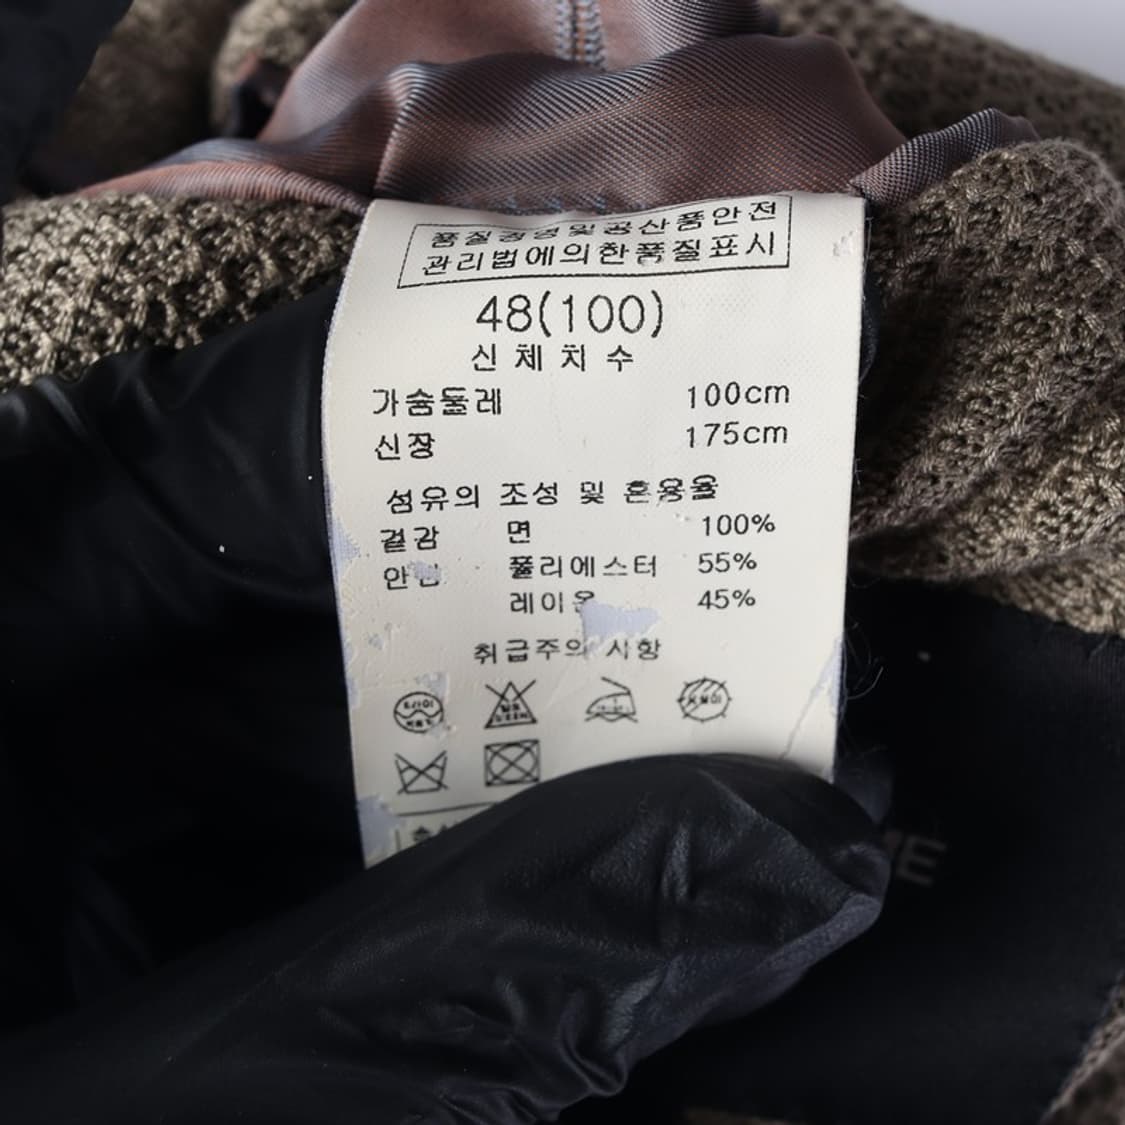 품질경영및공산품안전
관리법에의한품질표시
48(100)
신체치수
가슴둘레 100cm
신장 175cm
섬유의 조성 및 혼용율
겉감 면 100%
안감 폴리에스터 55%
레이온 45%
취급주의 사항